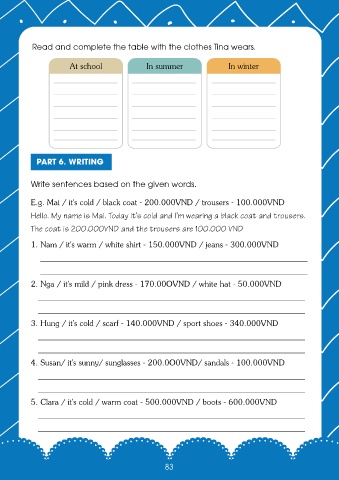 Read and complete the table with the clothes Tina wears.
At school In summer In winter
PART 6. WRITING
Write sentences based on the given words.
E.g. Mai / it's cold / black coat - 200.000VND / trousers - 100.000VND
Hello. My name is Mai. Today it's cold and I'm wearing a black coat and trousers.
The coat is 200.000VND and the trousers are 100.000 VND
1. Nam / it's warm / white shirt - 150.000VND / jeans - 300.000VND
2. Nga / it's mild / pink dress - 170.000VND / white hat - 50.000VND
3. Hung / it's cold / scarf - 140.000VND / sport shoes - 340.000VND
4. Susan/ it's sunny/ sunglasses - 200.000VND/ sandals - 100.000VND
5. Clara / it's cold / warm coat - 500.000VND / boots - 600.000VND
83